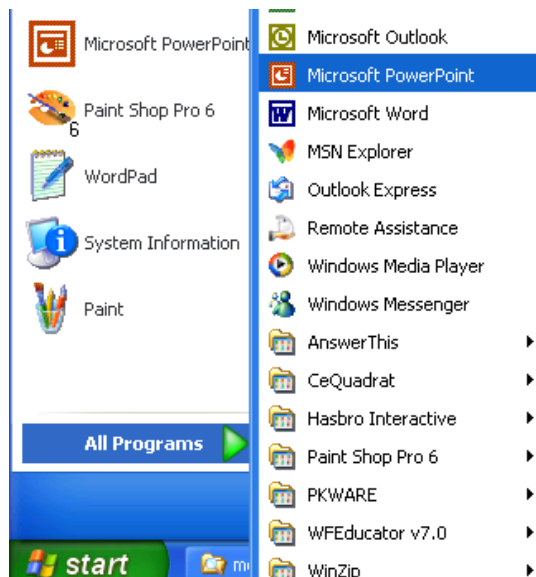 Microsoft PowerPoint
Paint Shop Pro 6
6
WordPad
System Information
Paint
All Programs
start
Microsoft Outlook
Microsoft PowerPoint
Microsoft Word
MSN Explorer
Outlook Express
Remote Assistance
Windows Media Player
Windows Messenger
AnswerThis
CeQuadrat
Hasbro Interactive
Paint Shop Pro 6
PKWARE
WFEducator v7.0
WinZip